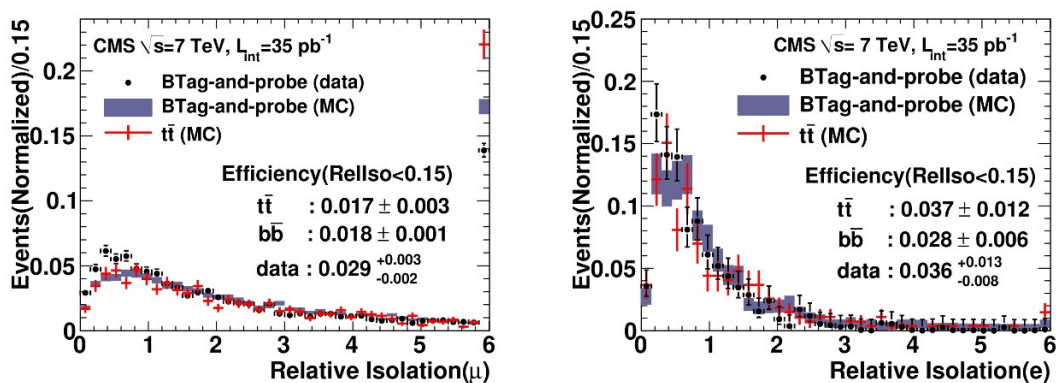 CMS √s=7 TeV, L_int=35 pb⁻¹
BTag-and-probe (data)
BTag-and-probe (MC)
tt̄ (MC)
Efficiency(RelIso<0.15)
tt̄ : 0.017 ± 0.003
bb̄ : 0.018 ± 0.001
data : 0.029 +0.003 -0.002
Events(Normalized)/0.15
0.2
0.15
0.1
0.05
0
0 1 2 3 4 5 6
Relative Isolation(μ)
CMS √s= 7 TeV, L_int=35 pb⁻¹
BTag-and-probe (data)
BTag-and-probe (MC)
tt̄ (MC)
Efficiency(RelIso<0.15)
tt̄ : 0.037 ± 0.012
bb̄ : 0.028 ± 0.006
data : 0.036 +0.013 -0.008
Events(Normalized)/0.15
0.25
0.2
0.15
0.1
0.05
0
0 1 2 3 4 5 6
Relative Isolation(e)